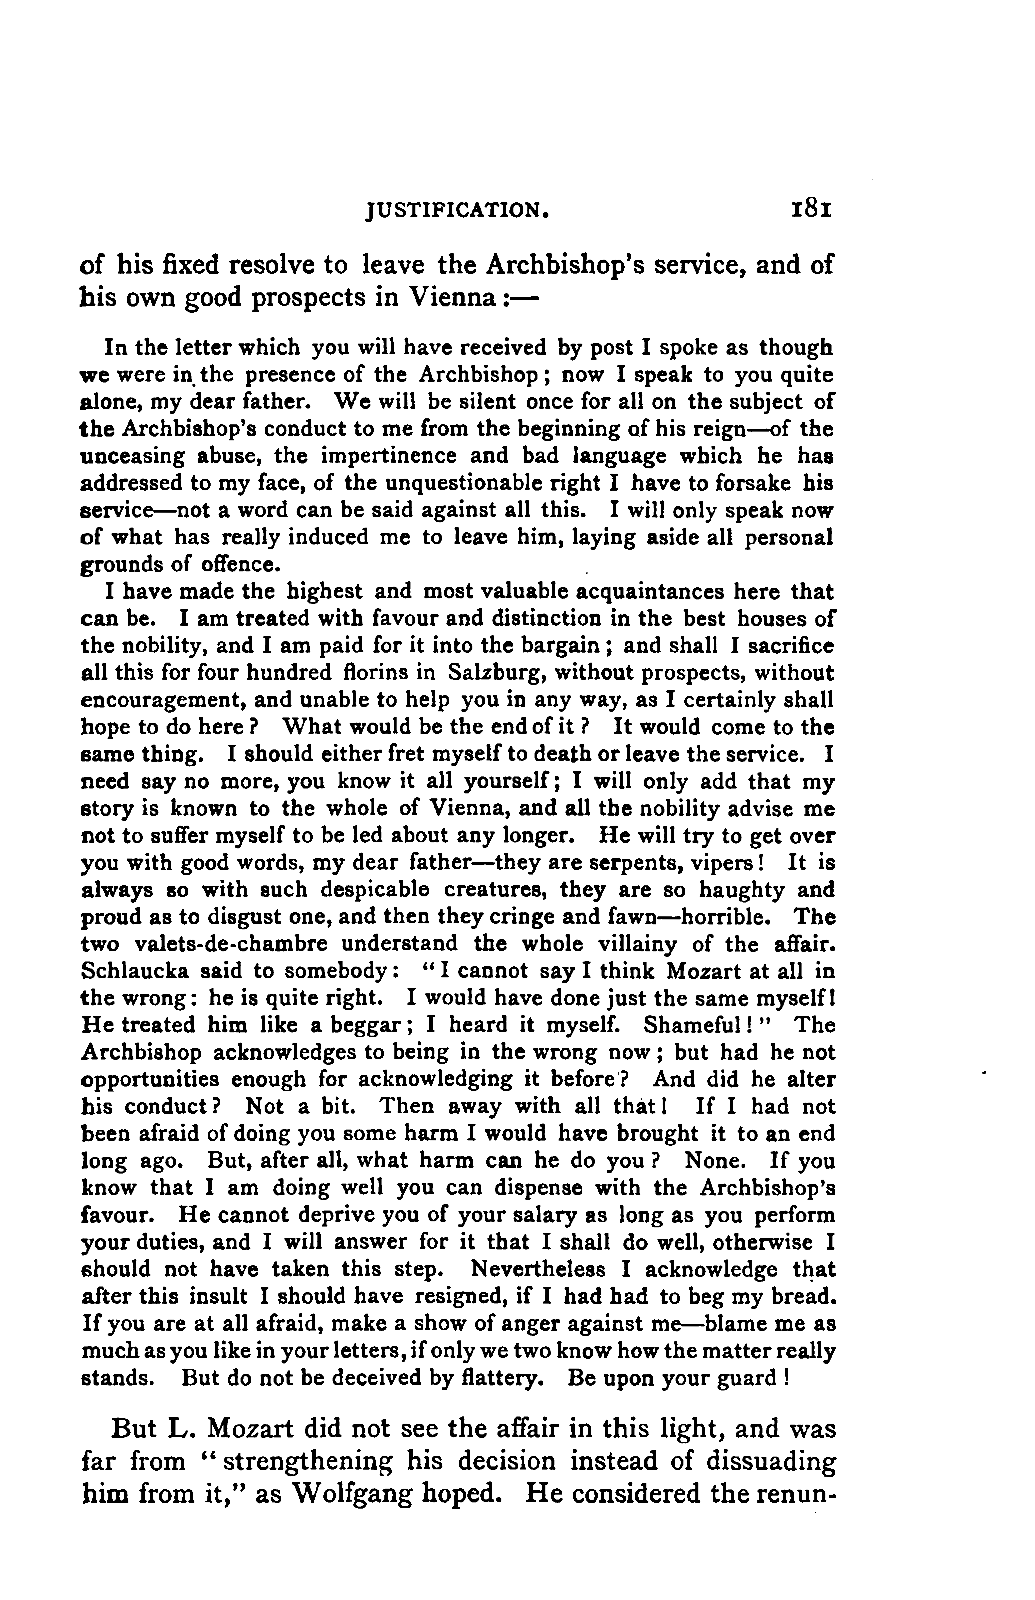 JUSTIFICATION. 181
of his fixed resolve to leave the Archbishop's service, and of
his own good prospects in Vienna :—
In the letter which you will have received by post I spoke as though
we were in the presence of the Archbishop ; now I speak to you quite
alone, my dear father. We will be silent once for all on the subject of
the Archbishop's conduct to me from the beginning of his reign—of the
unceasing abuse, the impertinence and bad language which he has
addressed to my face, of the unquestionable right I have to forsake his
service—not a word can be said against all this. I will only speak now
of what has really induced me to leave him, laying aside all personal
grounds of offence.
I have made the highest and most valuable acquaintances here that
can be. I am treated with favour and distinction in the best houses of
the nobility, and I am paid for it into the bargain ; and shall I sacrifice
all this for four hundred florins in Salzburg, without prospects, without
encouragement, and unable to help you in any way, as I certainly shall
hope to do here ? What would be the end of it ? It would come to the
same thing. I should either fret myself to death or leave the service. I
need say no more, you know it all yourself ; I will only add that my
story is known to the whole of Vienna, and all the nobility advise me
not to suffer myself to be led about any longer. He will try to get over
you with good words, my dear father—they are serpents, vipers ! It is
always so with such despicable creatures, they are so haughty and
proud as to disgust one, and then they cringe and fawn—horrible. The
two valets-de-chambre understand the whole villainy of the affair.
Schlaucka said to somebody : “ I cannot say I think Mozart at all in
the wrong : he is quite right. I would have done just the same myself !
He treated him like a beggar ; I heard it myself. Shameful ! ” The
Archbishop acknowledges to being in the wrong now ; but had he not
opportunities enough for acknowledging it before ? And did he alter
his conduct ? Not a bit. Then away with all that ! If I had not
been afraid of doing you some harm I would have brought it to an end
long ago. But, after all, what harm can he do you ? None. If you
know that I am doing well you can dispense with the Archbishop's
favour. He cannot deprive you of your salary as long as you perform
your duties, and I will answer for it that I shall do well, otherwise I
should not have taken this step. Nevertheless I acknowledge that
after this insult I should have resigned, if I had had to beg my bread.
If you are at all afraid, make a show of anger against me—blame me as
much as you like in your letters, if only we two know how the matter really
stands. But do not be deceived by flattery. Be upon your guard !
But L. Mozart did not see the affair in this light, and was
far from “ strengthening his decision instead of dissuading
him from it,” as Wolfgang hoped. He considered the renun-